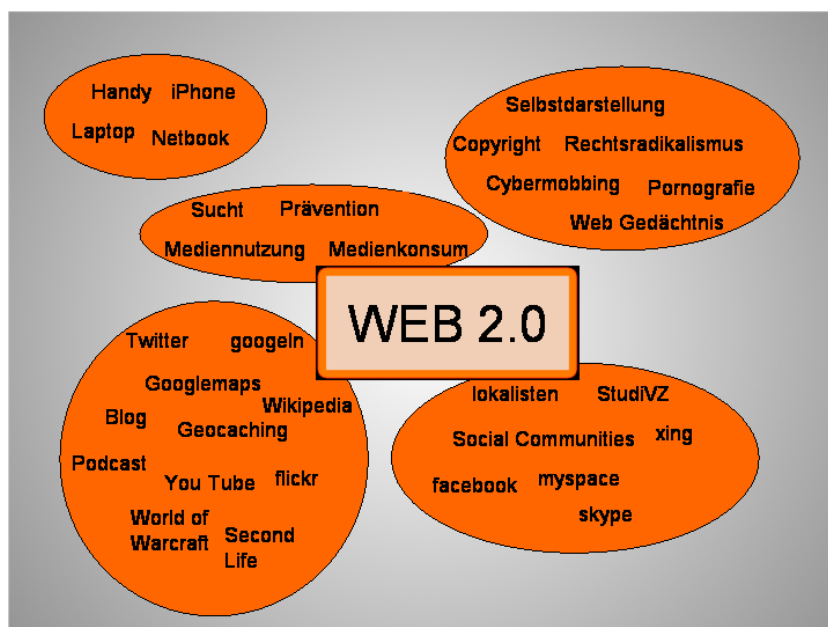 Handy iPhone
Laptop Netbook
Selbstdarstellung
Copyright Rechtsradikalismus
Cybermobbing Pornografie
Web Gedächtnis
Sucht Prävention
Mediennutzung Medienkonsum
WEB 2.0
Twitter googeln
Googlemaps
Wikipedia
Blog
Geocaching
Podcast
You Tube flickr
World of
Warcraft
Second
Life
lokalisten StudiVZ
Social Communities xing
facebook myspace
skype